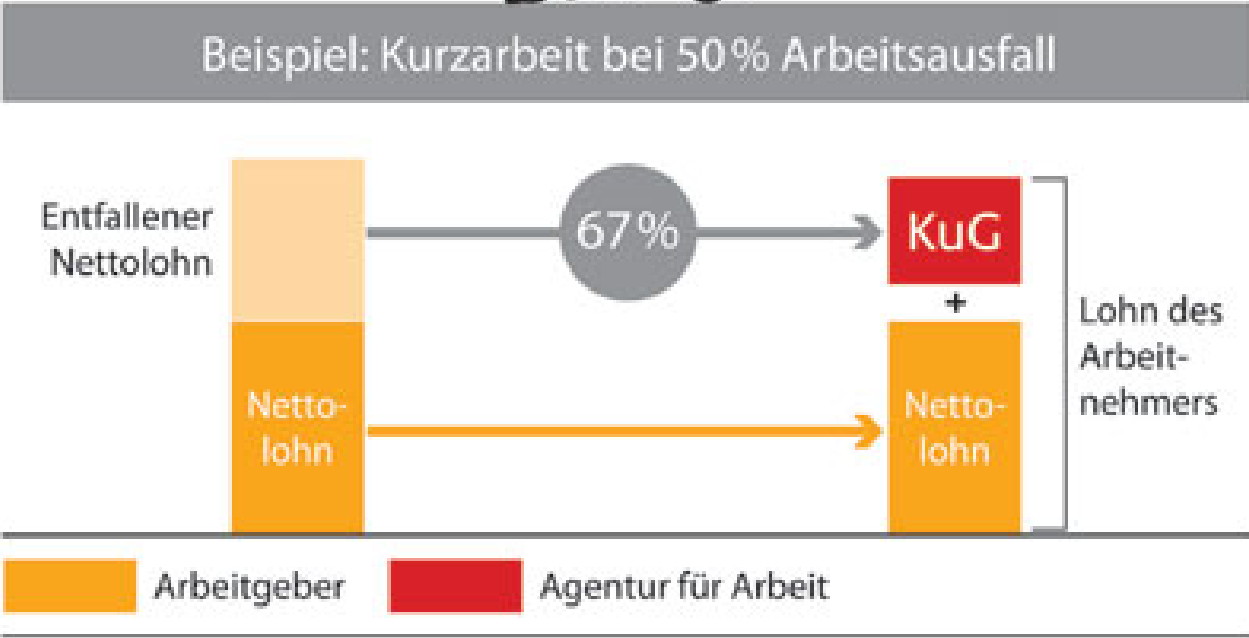 Beispiel: Kurzarbeit bei 50% Arbeitsausfall
Entfallener
Nettolohn
67%
KuG
+
Netto-
lohn
Netto-
lohn
Lohn des
Arbeit-
nehmers
Arbeitgeber
Agentur für Arbeit